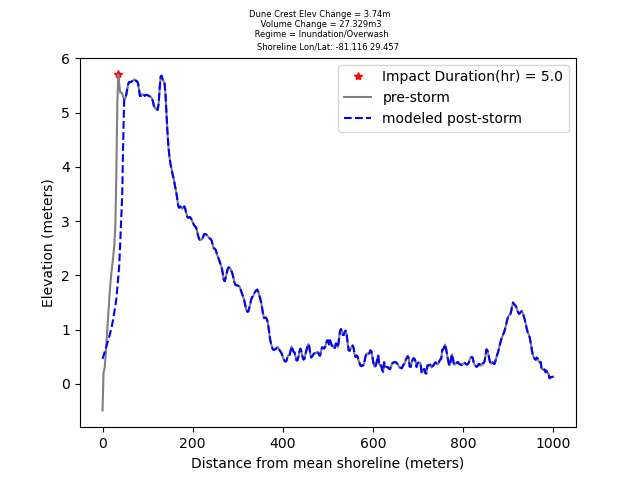 Dune Crest Elev Change = 3.74m
Volume Change = 27.329m3
Regime = Inundation/Overwash
Shoreline Lon/Lat: -81.116 29.457
Impact Duration(hr) = 5.0
pre-storm
modeled post-storm
Elevation (meters)
6
5
4
3
2
1
0
0 200 400 600 800 1000
Distance from mean shoreline (meters)